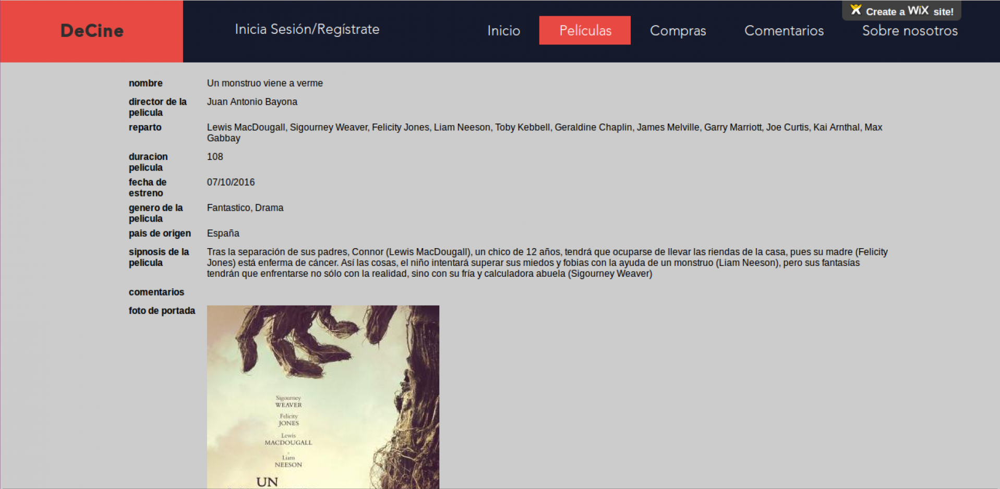 DeCine
Inicia Sesión/Regístrate
Inicio
Películas
Compras
Comentarios
Sobre nosotros
Create a WiX site!
nombre
Un monstruo viene a verme
director de la
pelicula
Juan Antonio Bayona
reparto
Lewis MacDougall, Sigourney Weaver, Felicity Jones, Liam Neeson, Toby Kebbell, Geraldine Chaplin, James Melville, Garry Marriott, Joe Curtis, Kai Arnthal, Max
Gabbay
duracion
pelicula
108
fecha de
estreno
07/10/2016
genero de la
pelicula
Fantastico, Drama
pais de origen
España
sipnosis de la
pelicula
Tras la separación de sus padres, Connor (Lewis MacDougall), un chico de 12 años, tendrá que ocuparse de llevar las riendas de la casa, pues su madre (Felicity
Jones) está enferma de cáncer. Así las cosas, el niño intentará superar sus miedos y fobias con la ayuda de un monstruo (Liam Neeson), pero sus fantasías
tendrán que enfrentarse no sólo con la realidad, sino con su fría y calculadora abuela (Sigourney Weaver)
comentarios
foto de portada
Sigourney
WEAVER
Felicity
JONES
Lewis
MACDOUGALL
Liam
NEESON
UN